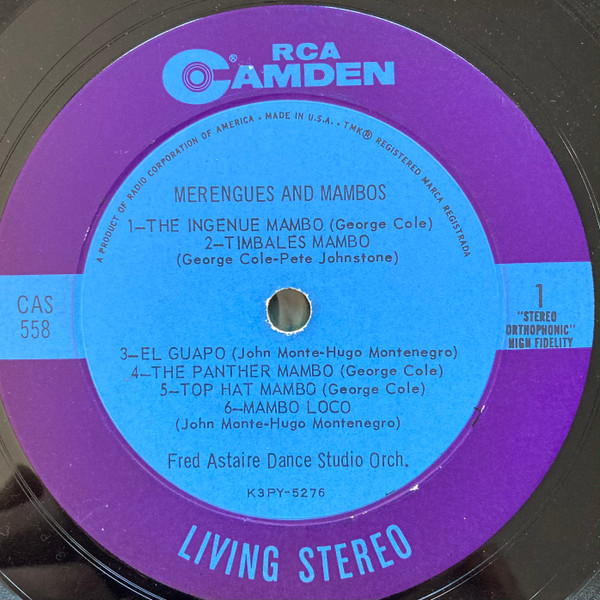 RCA
CAMDEN®
A PRODUCT OF RADIO CORPORATION OF AMERICA • MADE IN U.S.A. • TMK® REGISTERED MARCA REGISTRADA
MERENGUES AND MAMBOS
1—THE INGENUE MAMBO (George Cole)
2—TIMBALES MAMBO
(George Cole-Pete Johnstone)
CAS
558
1
"STEREO
ORTHOPHONIC"
HIGH FIDELITY
3—EL GUAPO (John Monte-Hugo Montenegro)
4—THE PANTHER MAMBO (George Cole)
5—TOP HAT MAMBO (George Cole)
6—MAMBO LOCO
(John Monte-Hugo Montenegro)
Fred Astaire Dance Studio Orch.
K3PY-5276
LIVING STEREO